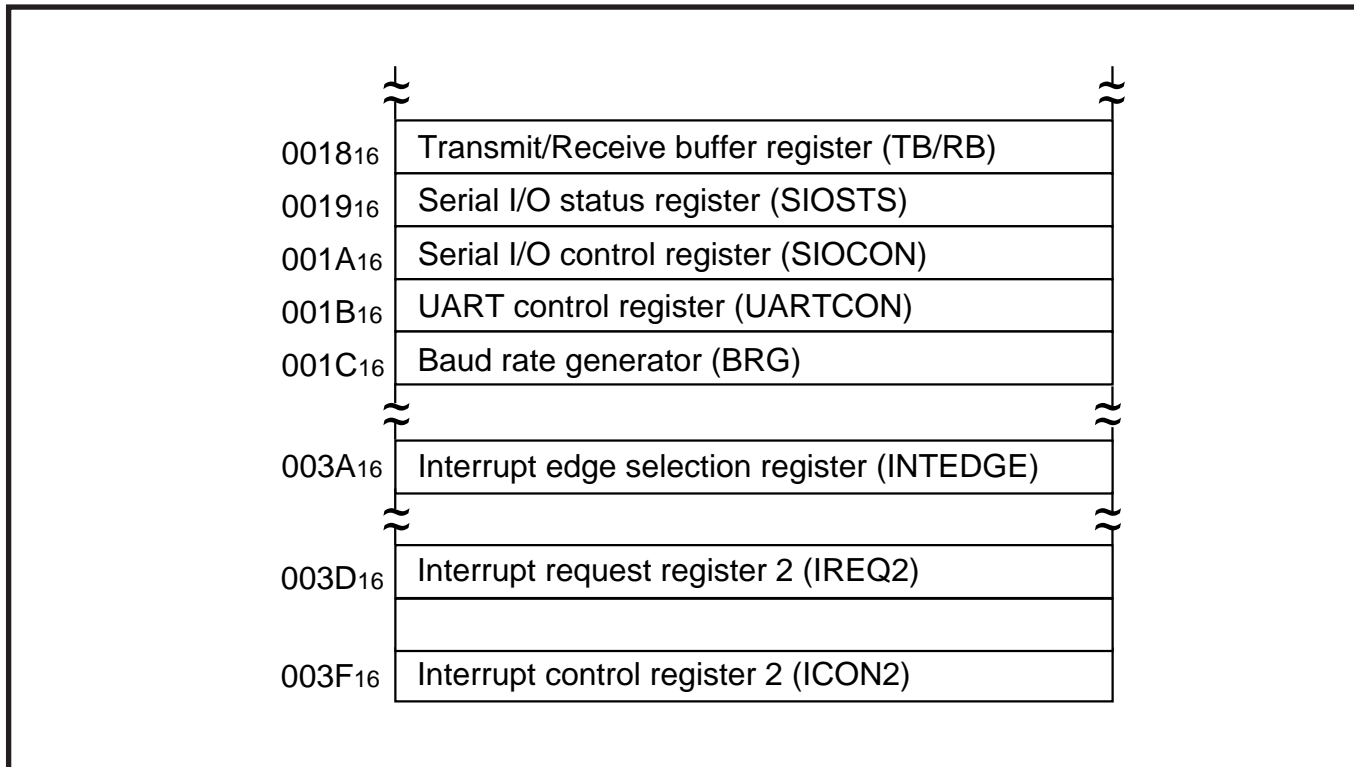 0018₁₆ Transmit/Receive buffer register (TB/RB)
0019₁₆ Serial I/O status register (SIOSTS)
001A₁₆ Serial I/O control register (SIOCON)
001B₁₆ UART control register (UARTCON)
001C₁₆ Baud rate generator (BRG)
003A₁₆ Interrupt edge selection register (INTEDGE)
003D₁₆ Interrupt request register 2 (IREQ2)
003F₁₆ Interrupt control register 2 (ICON2)